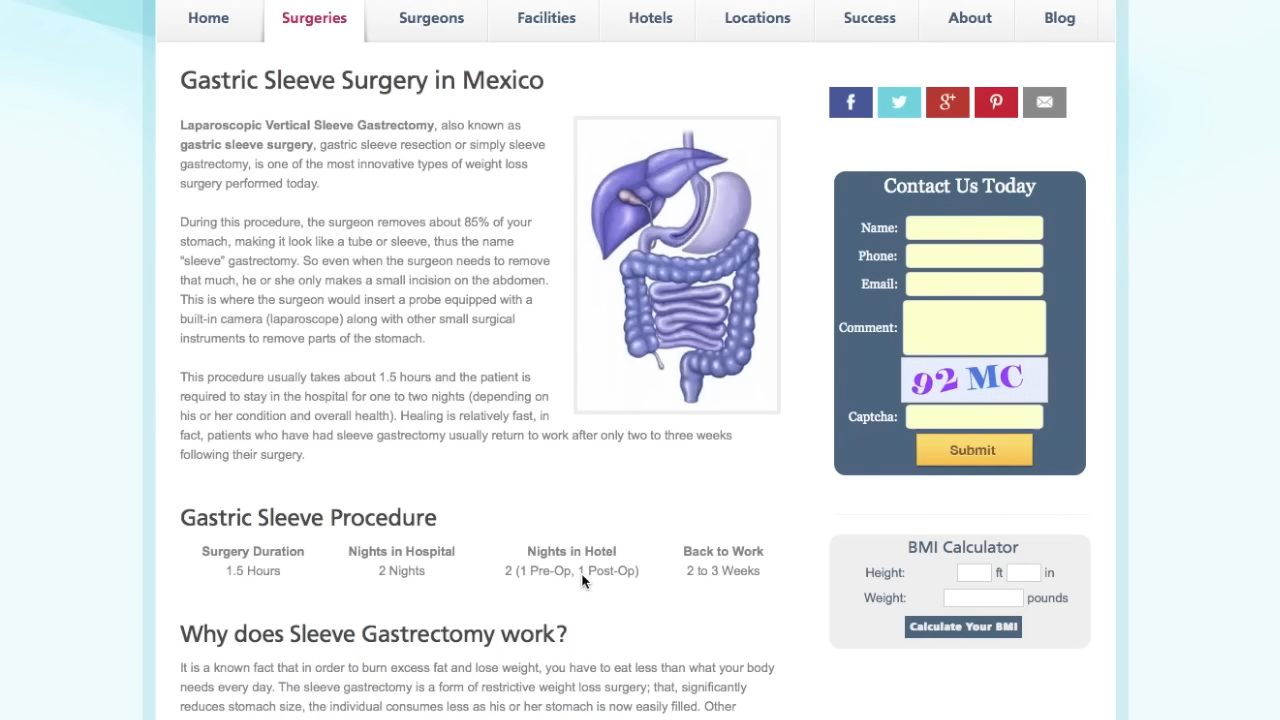 Home Surgeries Surgeons Facilities Hotels Locations Success About Blog
Gastric Sleeve Surgery in Mexico
Laparoscopic Vertical Sleeve Gastrectomy, also known as
gastric sleeve surgery, gastric sleeve resection or simply sleeve
gastrectomy, is one of the most innovative types of weight loss
surgery performed today.
During this procedure, the surgeon removes about 85% of your
stomach, making it look like a tube or sleeve, thus the name
“sleeve” gastrectomy. So even when the surgeon needs to remove
that much, he or she only makes a small incision on the abdomen.
This is where the surgeon would insert a probe equipped with a
built-in camera (laparoscope) along with other small surgical
instruments to remove parts of the stomach.
This procedure usually takes about 1.5 hours and the patient is
required to stay in the hospital for one to two nights (depending on
his or her condition and overall health). Healing is relatively fast, in
fact, patients who have had sleeve gastrectomy usually return to work after only two to three weeks
following their surgery.
Gastric Sleeve Procedure
Surgery Duration Nights in Hospital Nights in Hotel Back to Work
1.5 Hours 2 Nights 2 (1 Pre-Op, 1 Post-Op) 2 to 3 Weeks
Why does Sleeve Gastrectomy work?
It is a known fact that in order to burn excess fat and lose weight, you have to eat less than what your body
needs every day. The sleeve gastrectomy is a form of restrictive weight loss surgery; that, significantly
reduces stomach size, the individual consumes less as his or her stomach is now easily filled. Other
Contact Us Today
Name:
Phone:
Email:
Comment:
92 MC
Captcha:
Submit
BMI Calculator
Height: ft in
Weight: pounds
Calculate Your BMI